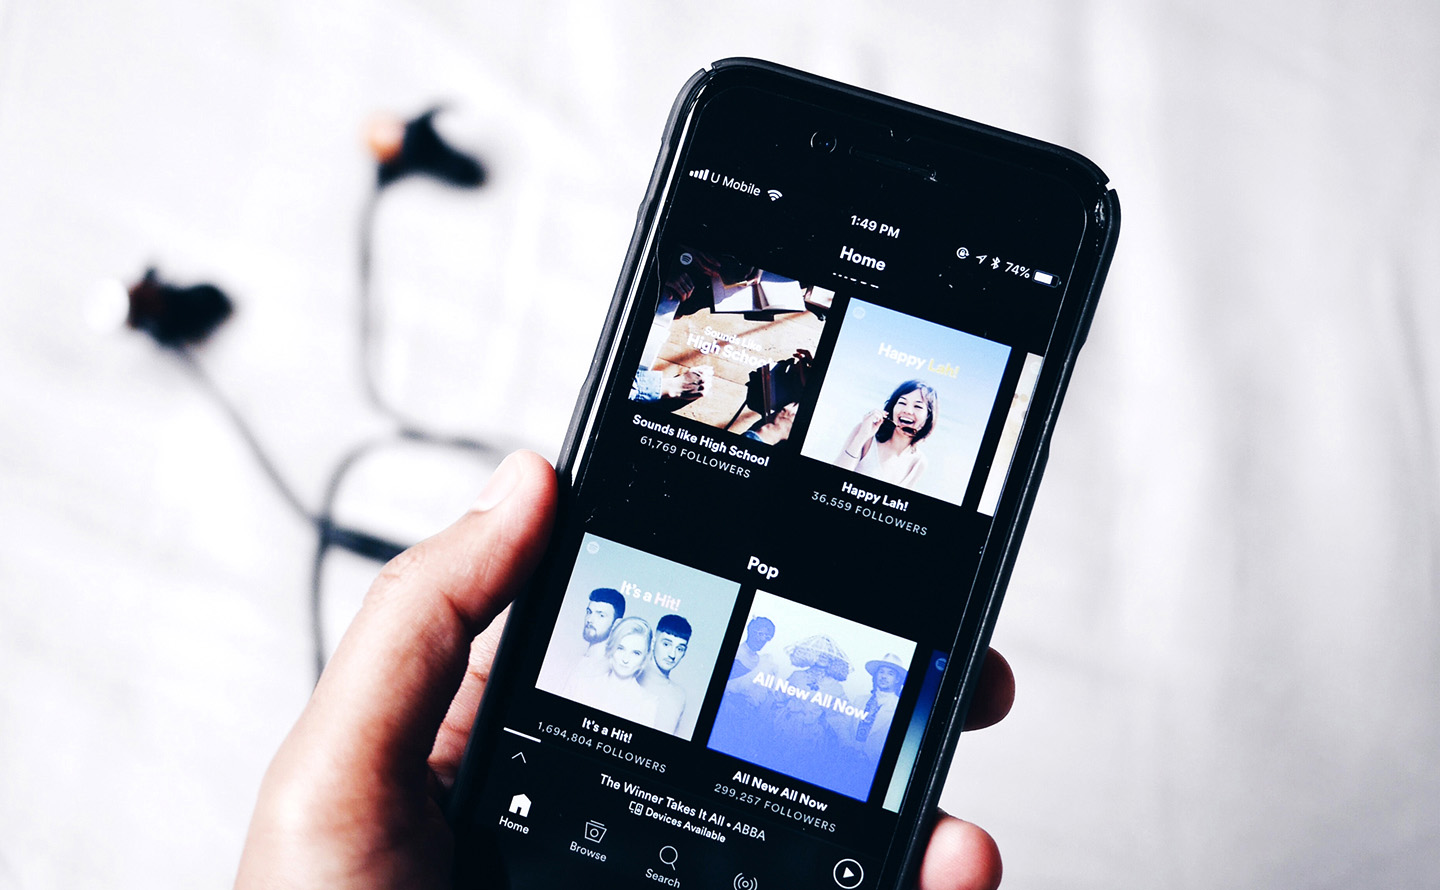 U Mobile
1:49 PM
74%
Home
Sounds Like
High School
Happy Lah!
Sounds like High School
61,769 FOLLOWERS
Happy Lah!
36,559 FOLLOWERS
Pop
It's a Hit!
All New All Now
It's a Hit!
1,694,804 FOLLOWERS
All New All Now
299,257 FOLLOWERS
The Winner Takes It All • ABBA
Devices Available
Home
Browse
Search